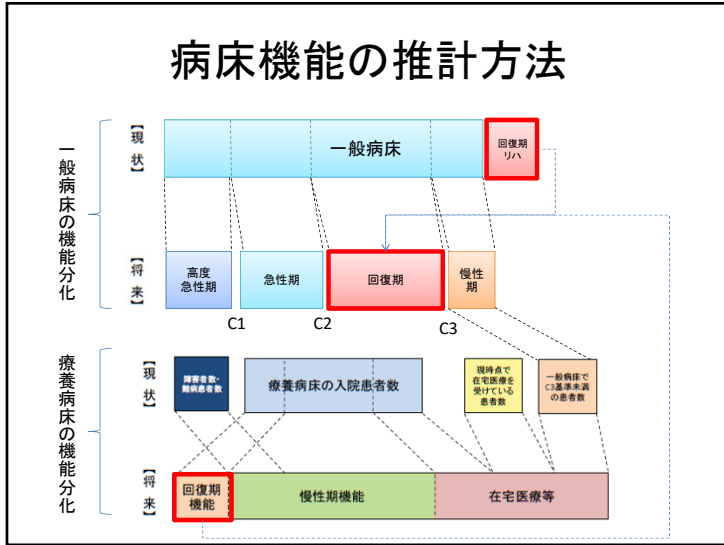 病床機能の推計方法
一般病床の機能分化
【現状】
一般病床
回復期
リハ
【将来】
高度
急性期
急性期
回復期
慢性
期
C1
C2
C3
療養病床の機能分化
【現状】
障害者数・
難病患者数
療養病床の入院患者数
現時点で
在宅医療を
受けている
患者数
一般病床で
C3基準未満
の患者数
【将来】
回復期
機能
慢性期機能
在宅医療等